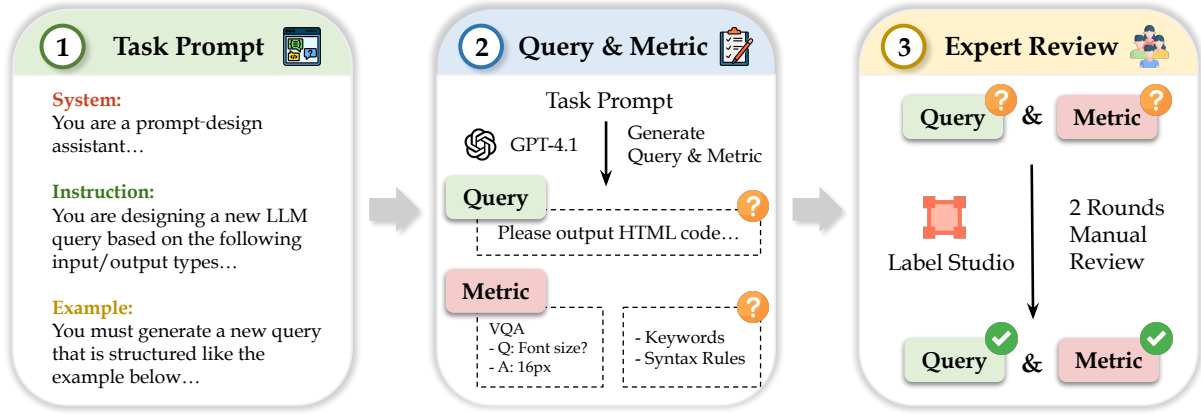 1 Task Prompt
System:
You are a prompt-design
assistant…
Instruction:
You are designing a new LLM
query based on the following
input/output types…
Example:
You must generate a new query
that is structured like the
example below…
2 Query & Metric
Task Prompt
GPT-4.1
Generate
Query & Metric
Query
?
Please output HTML code…
Metric
?
VQA
- Q: Font size?
- A: 16px
- Keywords
- Syntax Rules
3 Expert Review
Query ? & Metric ?
Label Studio
2 Rounds
Manual
Review
Query & Metric